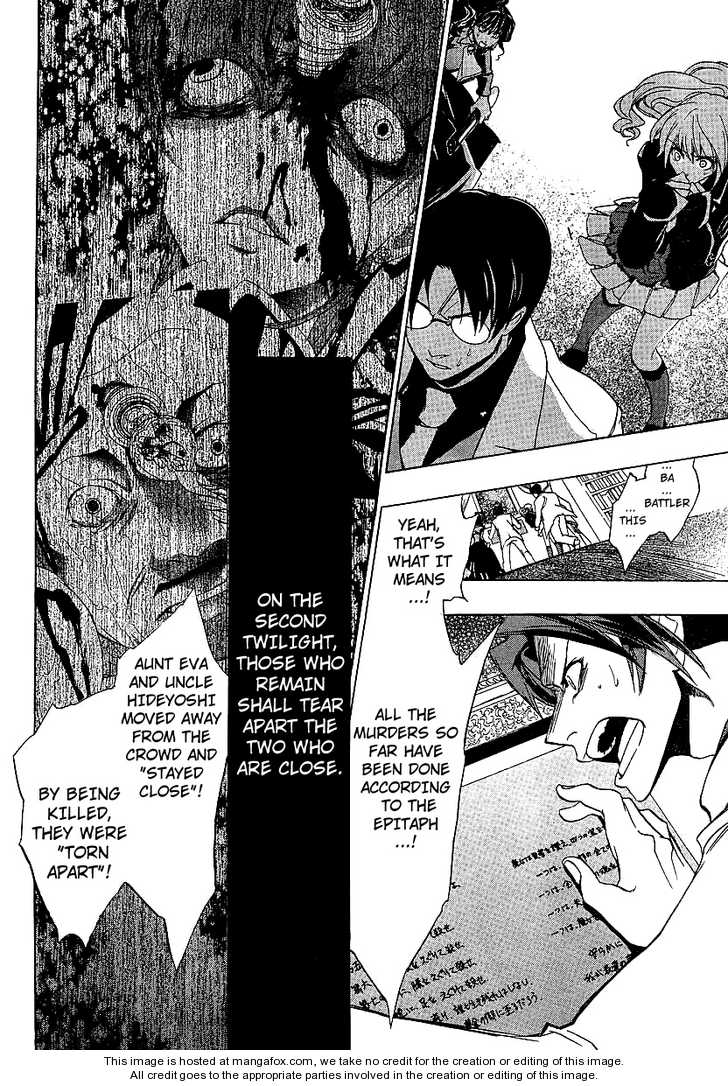 ...
BA
...
BATTLER
...
THIS
...
YEAH,
THAT'S
WHAT IT
MEANS
...!
ALL THE
MURDERS SO
FAR HAVE
BEEN DONE
ACCORDING
TO THE
EPITAPH
...!
ON THE
SECOND
TWILIGHT,
THOSE WHO
REMAIN
SHALL TEAR
APART THE
TWO WHO
ARE CLOSE.
AUNT EVA
AND UNCLE
HIDEYOSHI
MOVED AWAY
FROM THE
CROWD AND
"STAYED
CLOSE"!
BY BEING
KILLED,
THEY WERE
"TORN
APART"!
This image is hosted at mangafox.com, we take no credit for the creation or editing of this image.
All credit goes to the appropriate parties involved in the creation or editing of this image.